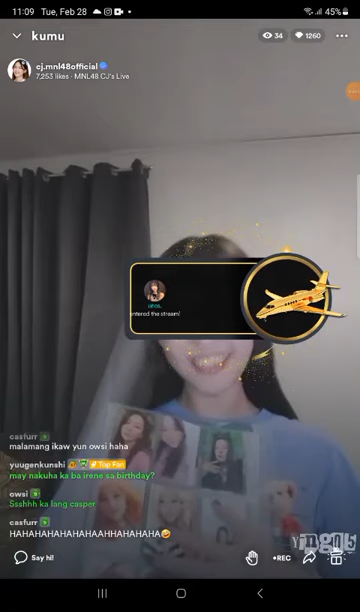 11:09 Tue, Feb 28 45%
kumu 34 1260
cj.mnl48official
7,253 likes • MNL48 CJ's Live
entered the stream!
casfurr
malamang ikaw yun owsi haha
yuugenkunshi Top Fan
may nakuha ka ba irene sa birthday?
owsi
Ssshhh ka lang casper
casfurr
HAHAHAHAHAHAHAAHHAHAHAHA🤣
Say hi! •REC